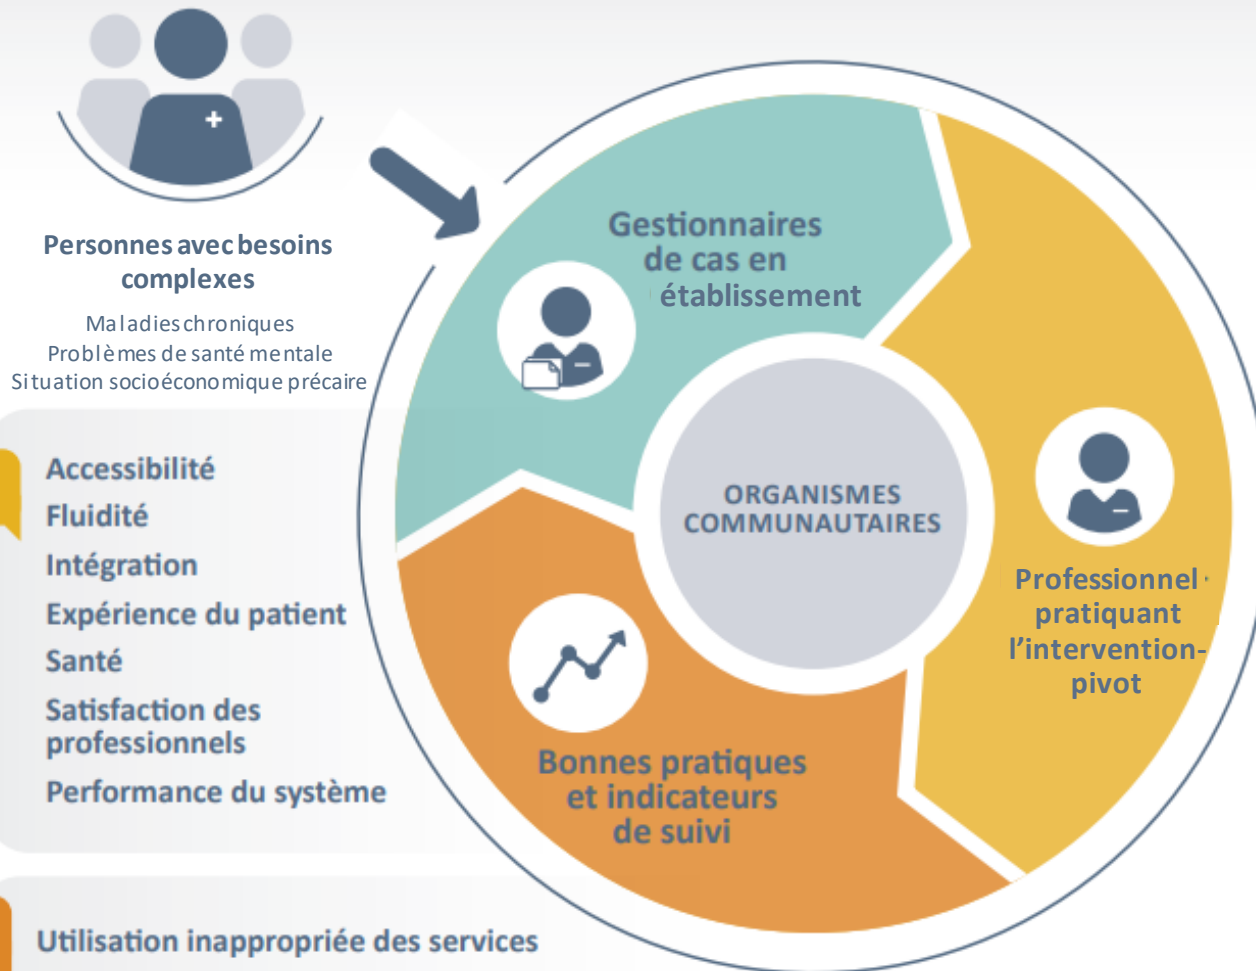 Personnes avec besoins
complexes
Maladies chroniques
Problèmes de santé mentale
Situation socioéconomique précaire
Accessibilité
Fluidité
Intégration
Expérience du patient
Santé
Satisfaction des
professionnels
Performance du système
Utilisation inappropriée des services
Gestionnaires
de cas en
établissement
ORGANISMES
COMMUNAUTAIRES
Professionnel
pratiquant
l’intervention-
pivot
Bonnes pratiques
et indicateurs
de suivi